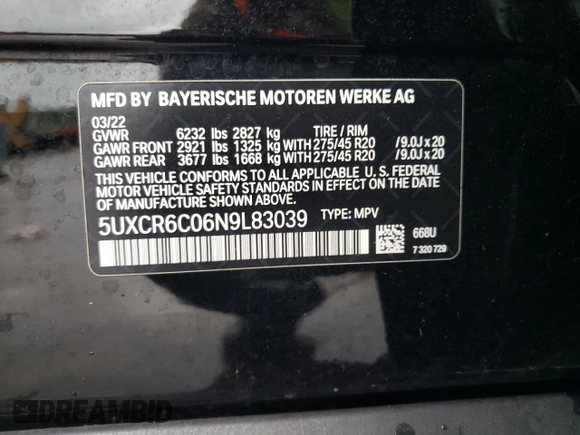 MFD BY BAYERISCHE MOTOREN WERKE AG
03/22
GVWR 6232 lbs 2827 kg TIRE / RIM
GAWR FRONT 2921 lbs 1325 kg WITH 275/45 R20 /9.0J x 20
GAWR REAR 3677 lbs 1668 kg WITH 275/45 R20 /9.0J x 20
THIS VEHICLE CONFORMS TO ALL APPLICABLE U.S. FEDERAL
MOTOR VEHICLE SAFETY STANDARDS IN EFFECT ON THE DATE
OF MANUFACTURE SHOWN ABOVE.
5UXCR6C06N9L83039 TYPE: MPV
668U
7 320 729
DREAMBID